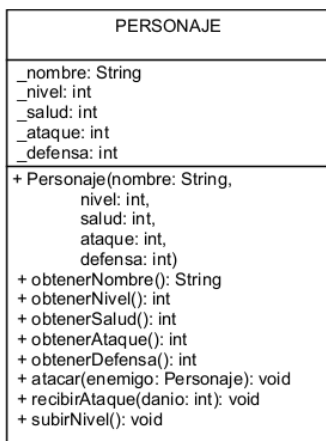 PERSONAJE
_nombre: String
_nivel: int
_salud: int
_ataque: int
_defensa: int
+ Personaje(nombre: String,
nivel: int,
salud: int,
ataque: int,
defensa: int)
+ obtenerNombre(): String
+ obtenerNivel(): int
+ obtenerSalud(): int
+ obtenerAtaque(): int
+ obtenerDefensa(): int
+ atacar(enemigo: Personaje): void
+ recibirAtaque(danio: int): void
+ subirNivel(): void